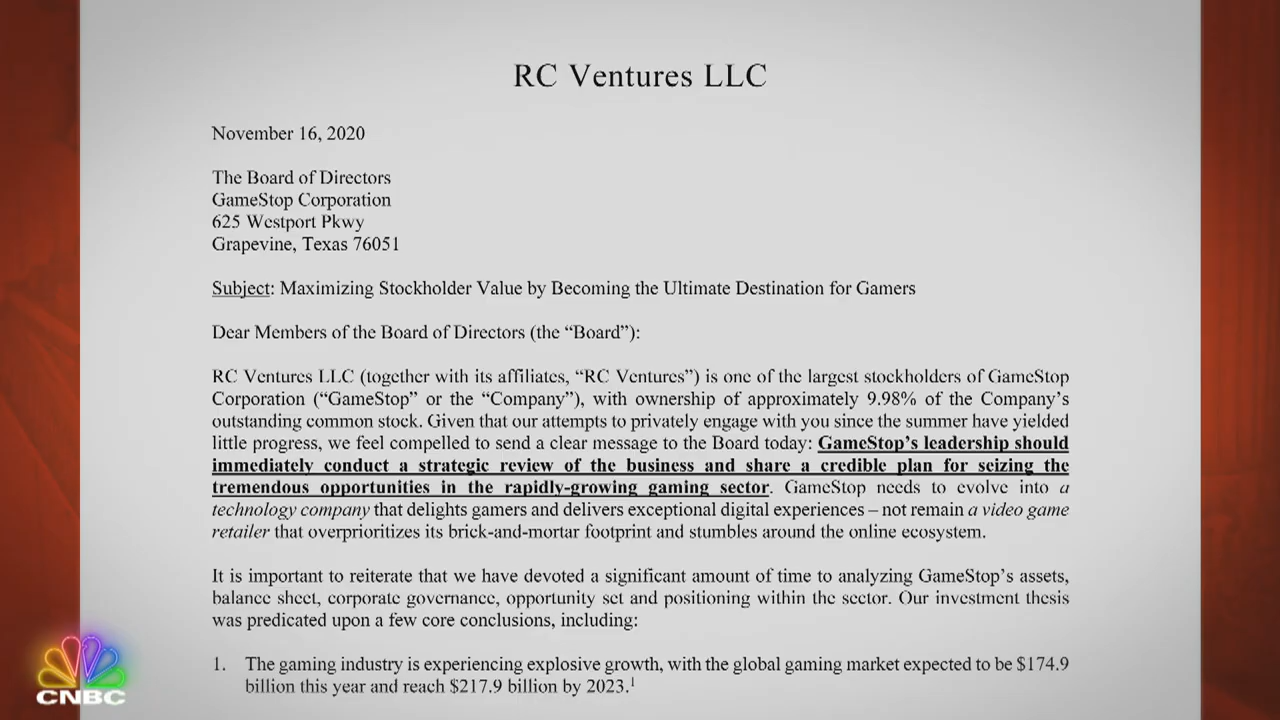 RC Ventures LLC
November 16, 2020
The Board of Directors
GameStop Corporation
625 Westport Pkwy
Grapevine, Texas 76051
Subject: Maximizing Stockholder Value by Becoming the Ultimate Destination for Gamers
Dear Members of the Board of Directors (the “Board”):
RC Ventures LLC (together with its affiliates, “RC Ventures”) is one of the largest stockholders of GameStop
Corporation (“GameStop” or the “Company”), with ownership of approximately 9.98% of the Company’s
outstanding common stock. Given that our attempts to privately engage with you since the summer have yielded
little progress, we feel compelled to send a clear message to the Board today: GameStop’s leadership should
immediately conduct a strategic review of the business and share a credible plan for seizing the
tremendous opportunities in the rapidly-growing gaming sector. GameStop needs to evolve into a
technology company that delights gamers and delivers exceptional digital experiences – not remain a video game
retailer that overprioritizes its brick-and-mortar footprint and stumbles around the online ecosystem.
It is important to reiterate that we have devoted a significant amount of time to analyzing GameStop’s assets,
balance sheet, corporate governance, opportunity set and positioning within the sector. Our investment thesis
was predicated upon a few core conclusions, including:
1. The gaming industry is experiencing explosive growth, with the global gaming market expected to be $174.9
billion this year and reach $217.9 billion by 2023.¹
CNBC